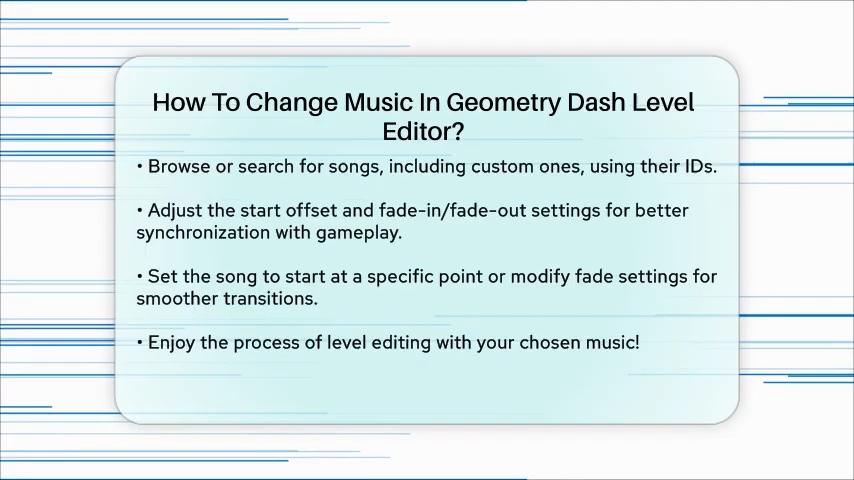 How To Change Music In Geometry Dash Level
Editor?
• Browse or search for songs, including custom ones, using their IDs.
• Adjust the start offset and fade-in/fade-out settings for better
synchronization with gameplay.
• Set the song to start at a specific point or modify fade settings for
smoother transitions.
• Enjoy the process of level editing with your chosen music!